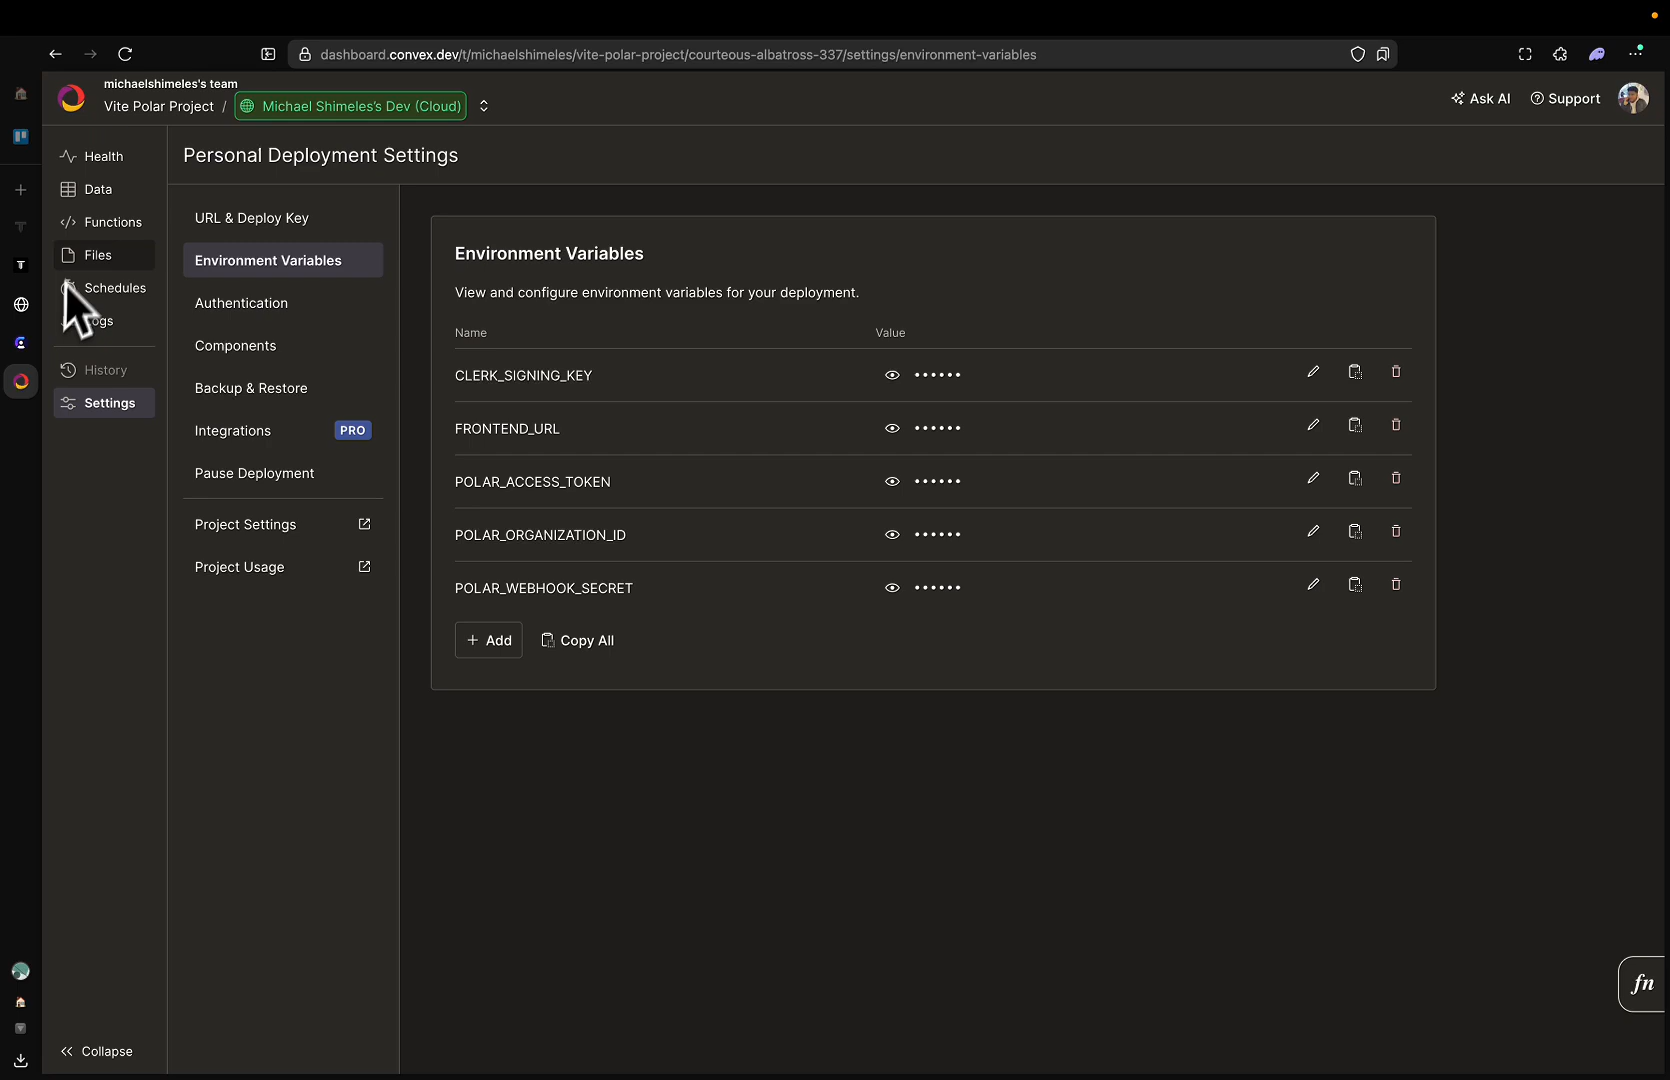 dashboard.convex.dev/t/michaelshimeles/vite-polar-project/courteous-albatross-337/settings/environment-variables
michaelshimeles's team
Vite Polar Project / Michael Shimeles's Dev (Cloud)
Ask AI
Support
Health
Data
Functions
Files
Schedules
History
Settings
Collapse
Personal Deployment Settings
URL & Deploy Key
Environment Variables
Authentication
Components
Backup & Restore
Integrations PRO
Pause Deployment
Project Settings
Project Usage
Environment Variables
View and configure environment variables for your deployment.
Name Value
CLERK_SIGNING_KEY ••••••
FRONTEND_URL ••••••
POLAR_ACCESS_TOKEN ••••••
POLAR_ORGANIZATION_ID ••••••
POLAR_WEBHOOK_SECRET ••••••
+ Add
Copy All
fn